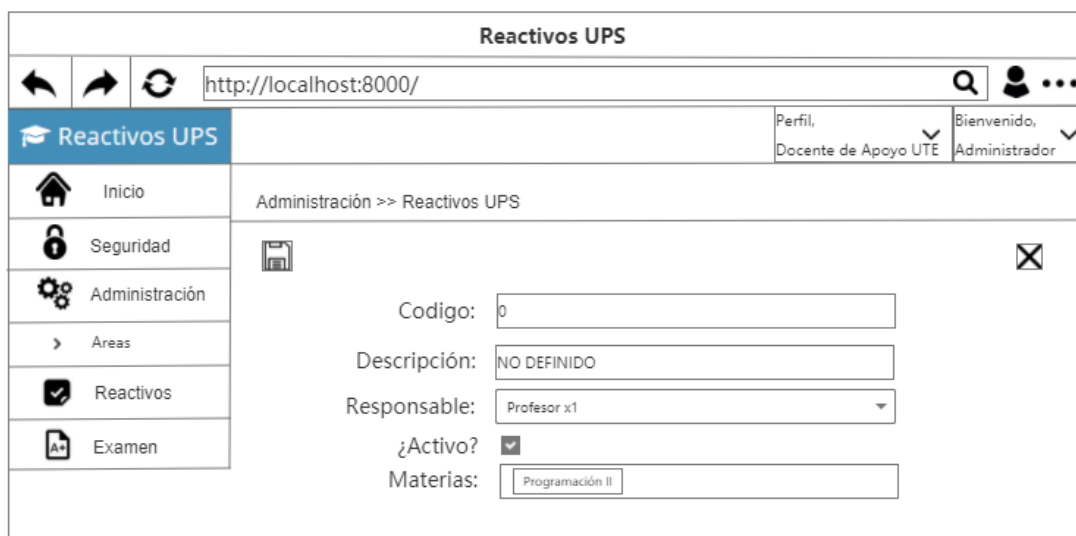 Reactivos UPS
http://localhost:8000/
Reactivos UPS
Perfil,
Docente de Apoyo UTE
Bienvenido,
Administrador
Inicio
Administración >> Reactivos UPS
Seguridad
Administración
Areas
Reactivos
A+
Examen
Codigo:
0
Descripción:
NO DEFINIDO
Responsable:
Profesor x1
¿Activo?
Materias:
Programación II